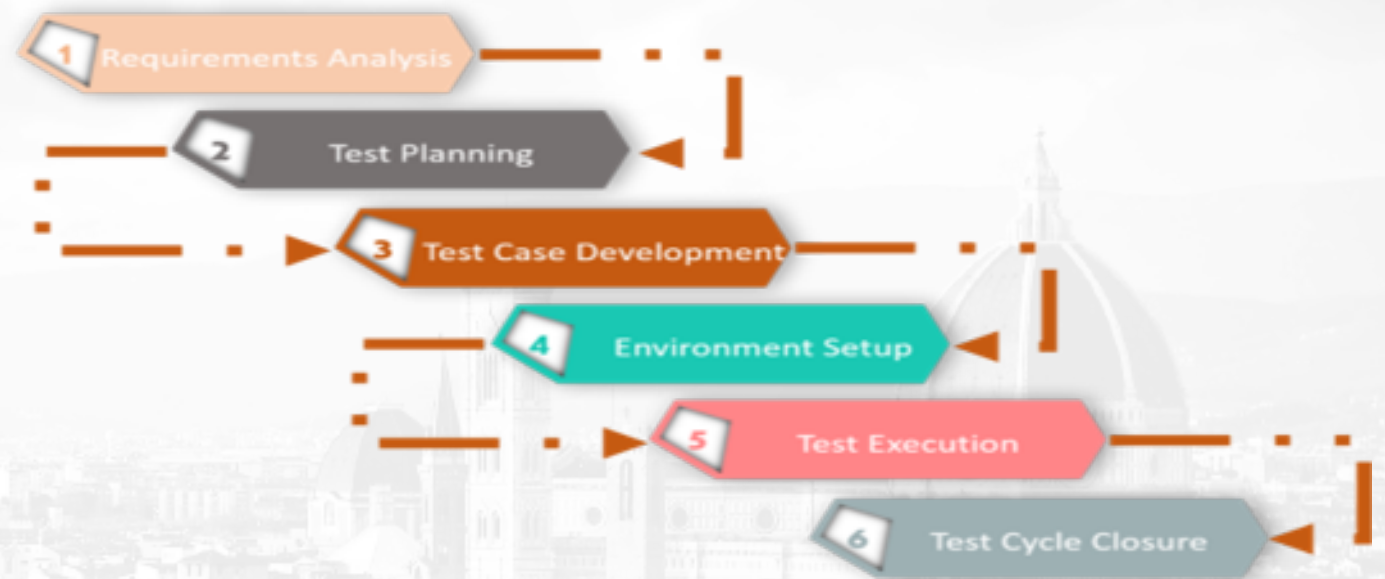 1 Requirements Analysis
2 Test Planning
3 Test Case Development
4 Environment Setup
5 Test Execution
6 Test Cycle Closure